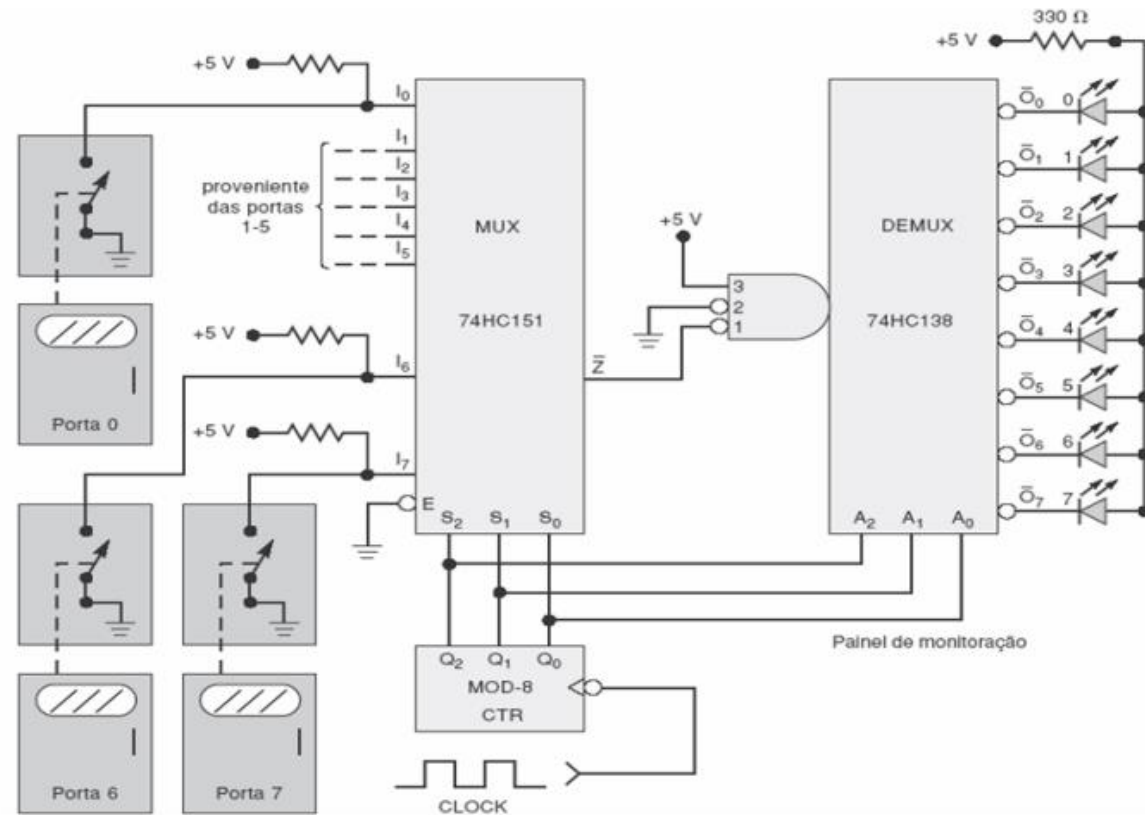 330 Ω
+5 V
+5 V
I₀
I₁
I₂
I₃
I₄
I₅
proveniente
das portas
1-5
MUX
74HC151
+5 V
3
2
1
DEMUX
74HC138
Ō₀ 0
Ō₁ 1
Ō₂ 2
Ō₃ 3
Ō₄ 4
Ō₅ 5
Ō₆ 6
Ō₇ 7
+5 V
I₆
Z̄
Porta 0
+5 V
I₇
E
S₂ S₁ S₀
A₂ A₁ A₀
Q₂ Q₁ Q₀
MOD-8
CTR
Painel de monitoração
Porta 6
Porta 7
CLOCK